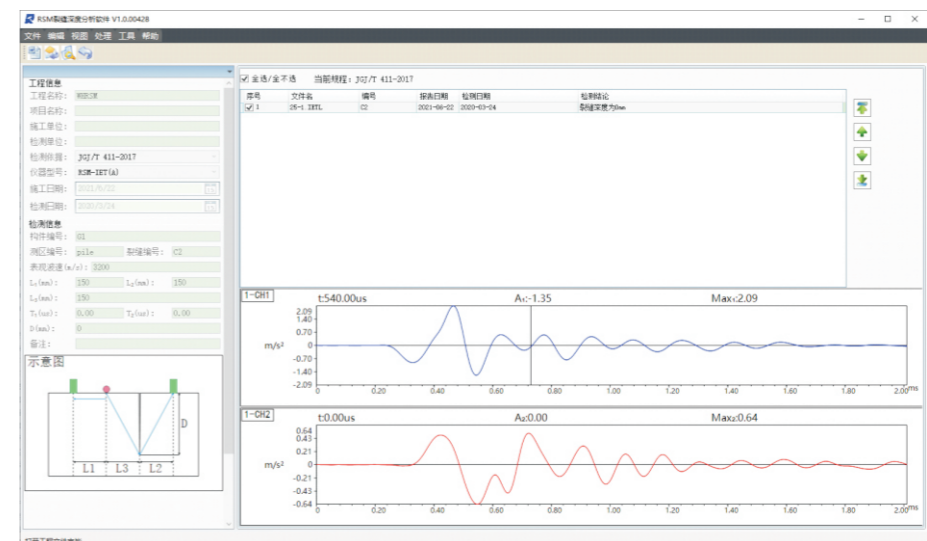 RSM裂缝深度分析软件 V1.0.00428
文件 编辑 视图 处理 工具 帮助
工程信息
工程名称: WHRSM
项目名称:
施工单位:
检测单位:
检测依据: JGJ/T 411-2017
仪器型号: RSM-IET(A)
施工日期: 2021/6/22
检测日期: 2020/3/24
检测信息
构件编号: G1
测区编号: pile 裂缝编号: C2
表观波速(m/s): 3200
L₁(mm): 150 L₂(mm): 150
L₃(mm): 150
T₁(us): 0.00 T₂(us): 0.00
D(mm): 0
备注:
示意图
D
L1 L3 L2
全选/全不选 当前规程: JGJ/T 411-2017
序号 文件名 编号 报告日期 检测日期 检测结论
1 25-1.IETL C2 2021-06-22 2020-03-24 裂缝深度为0mm
1-CH1 t:540.00us A₁:-1.35 Max₁:2.09
2.09
1.40
0.70
m/s² 0
-0.70
-1.40
-2.09
0 0.20 0.40 0.60 0.80 1.00 1.20 1.40 1.60 1.80 2.00ms
1-CH2 t:0.00us A₂:0.00 Max₂:0.64
0.64
0.43
0.21
m/s² 0
-0.21
-0.43
-0.64
0 0.20 0.40 0.60 0.80 1.00 1.20 1.40 1.60 1.80 2.00ms